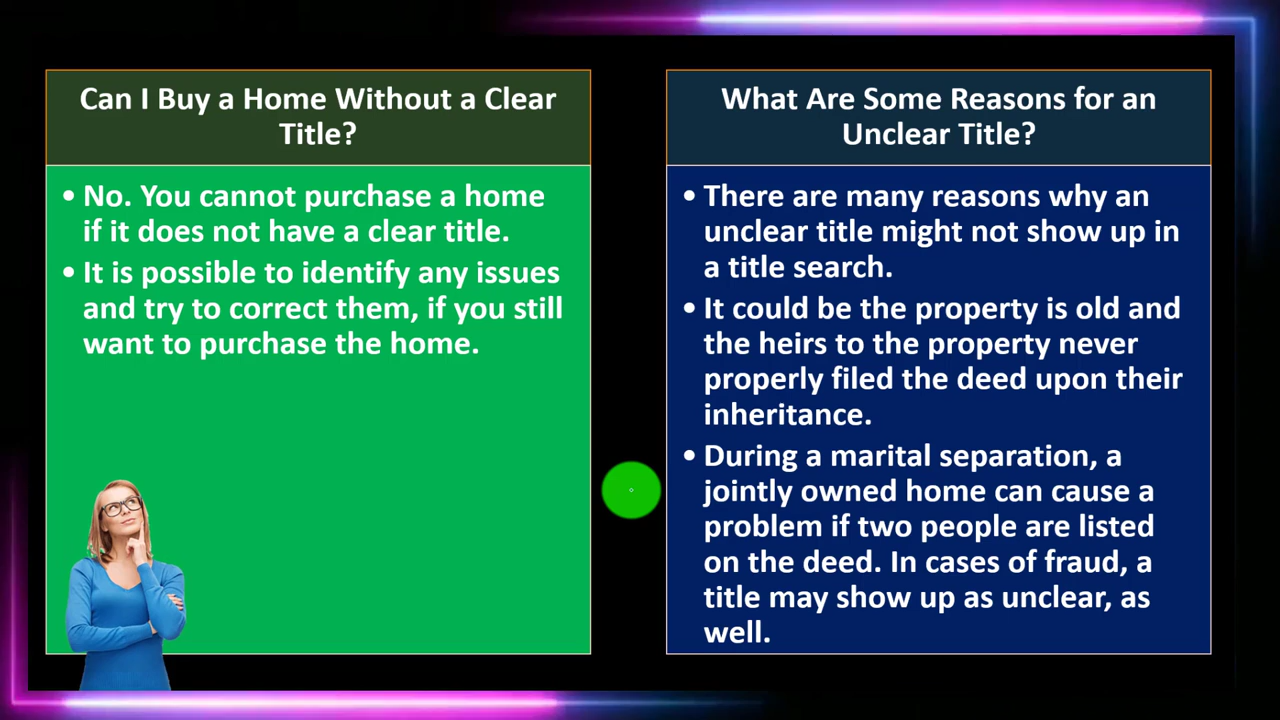 Can I Buy a Home Without a Clear
Title?
• No. You cannot purchase a home
if it does not have a clear title.
• It is possible to identify any issues
and try to correct them, if you still
want to purchase the home.
What Are Some Reasons for an
Unclear Title?
• There are many reasons why an
unclear title might not show up in
a title search.
• It could be the property is old and
the heirs to the property never
properly filed the deed upon their
inheritance.
• During a marital separation, a
jointly owned home can cause a
problem if two people are listed
on the deed. In cases of fraud, a
title may show up as unclear, as
well.